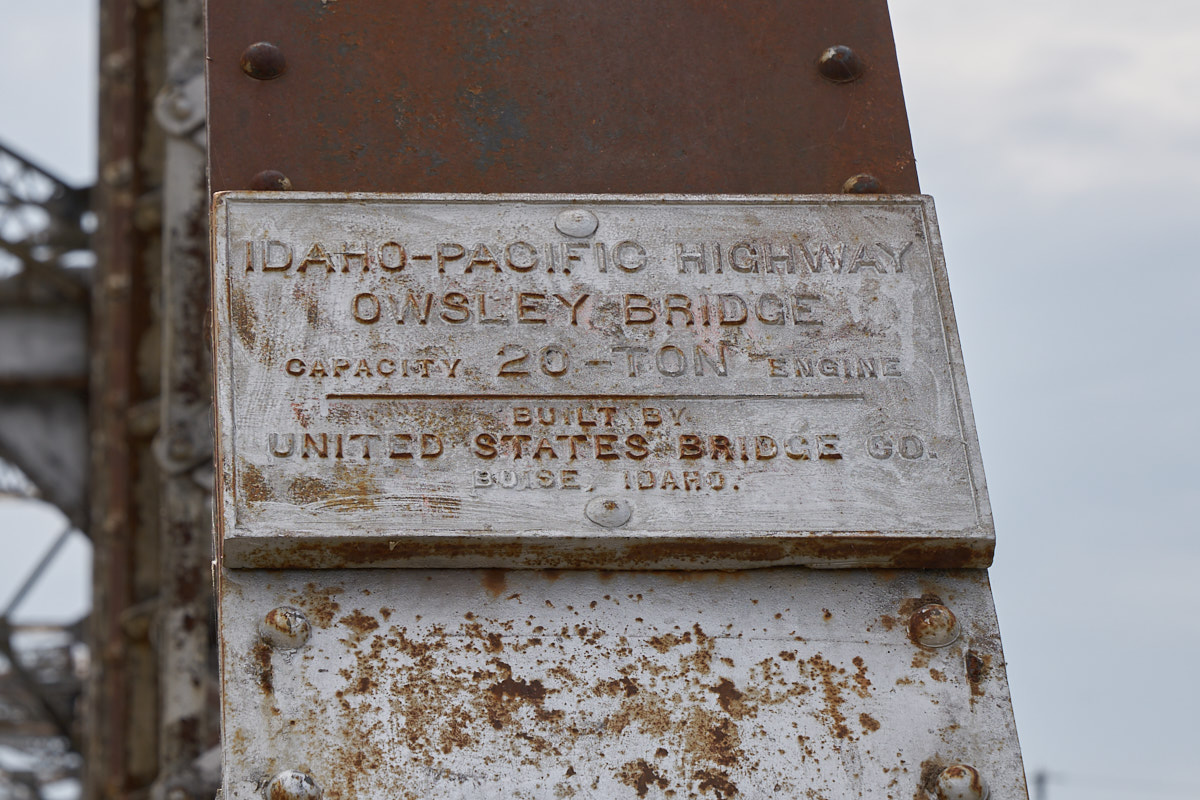 IDAHO-PACIFIC HIGHWAY
OWSLEY BRIDGE
CAPACITY 20-TON ENGINE
BUILT BY
UNITED STATES BRIDGE CO.
BOISE, IDAHO.